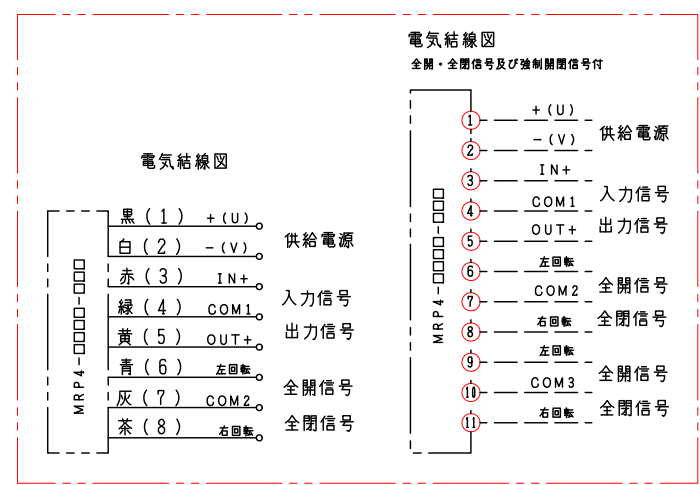 電気結線図
黒(1) +(U)
白(2) -(V)
供給電源
赤(3) IN+
緑(4) COM1
入力信号
黄(5) OUT+
出力信号
青(6) 左回転
灰(7) COM2
全開信号
茶(8) 右回転
全閉信号
MRP4-□□□□-□□□
電気結線図
全開・全閉信号及び強制開閉信号付
① +(U)
② -(V)
供給電源
③ IN+
④ COM1
入力信号
⑤ OUT+
出力信号
⑥ 左回転
⑦ COM2
全開信号
⑧ 右回転
全閉信号
⑨ 左回転
⑩ COM3
全開信号
⑪ 右回転
全閉信号
MRP4-□□□□-□□□